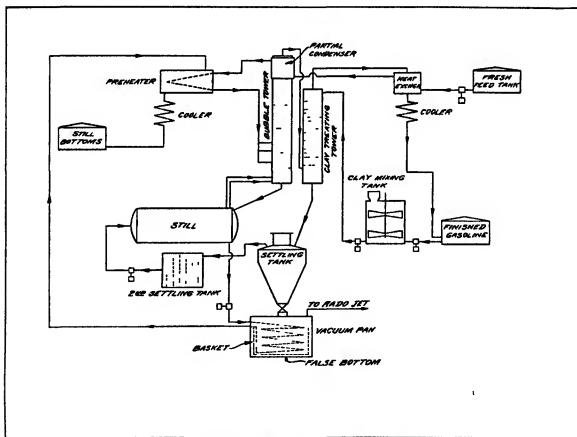 PARTIAL
CONDENSER
PREHEATER
HEAT
EXCHGR.
FRESH
FEED TANK
BUBBLE TOWER
CLAY TREATING
TOWER
COOLER
COOLER
STILL
BOTTOMS
CLAY MIXING
TANK
STILL
FINISHED
GASOLINE
SETTLING
TANK
2ND SETTLING TANK
TO RADO JET
VACUUM PAN
BASKET
FALSE BOTTOM